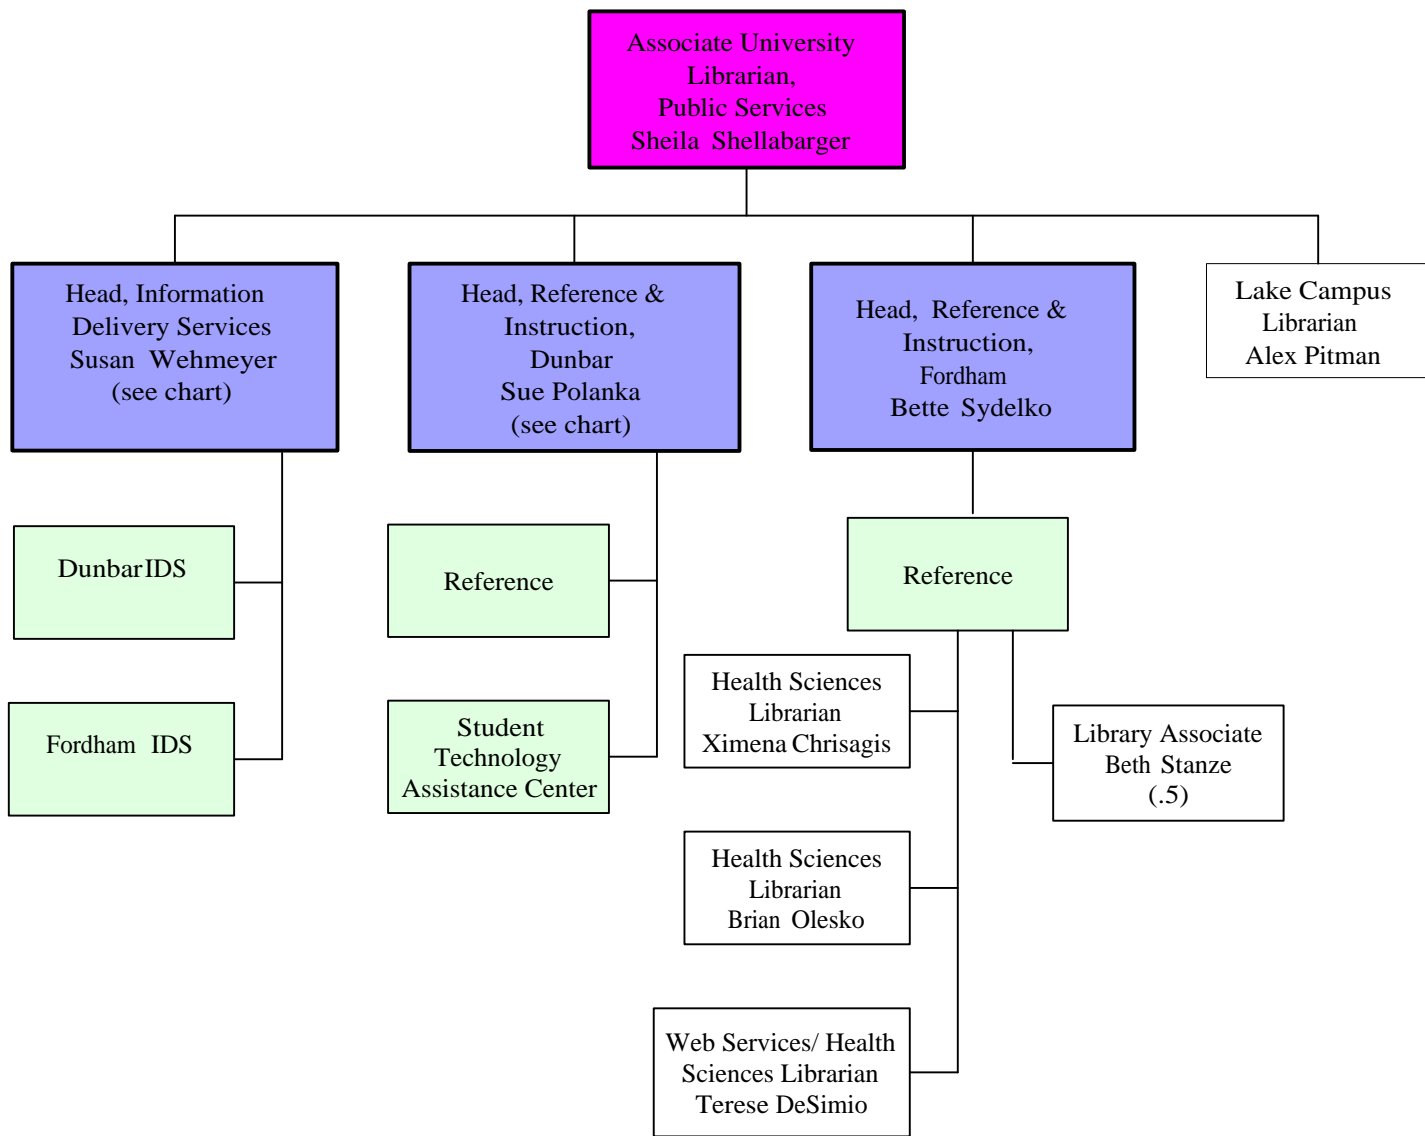 Associate University
Librarian,
Public Services
Sheila Shellabarger
Head, Information
Delivery Services
Susan Wehmeyer
(see chart)
Head, Reference &
Instruction,
Dunbar
Sue Polanka
(see chart)
Head, Reference &
Instruction,
Fordham
Bette Sydelko
Lake Campus
Librarian
Alex Pitman
Dunbar IDS
Fordham IDS
Reference
Student
Technology
Assistance Center
Reference
Health Sciences
Librarian
Ximena Chrisagis
Library Associate
Beth Stanze
(.5)
Health Sciences
Librarian
Brian Olesko
Web Services/ Health
Sciences Librarian
Terese DeSimio